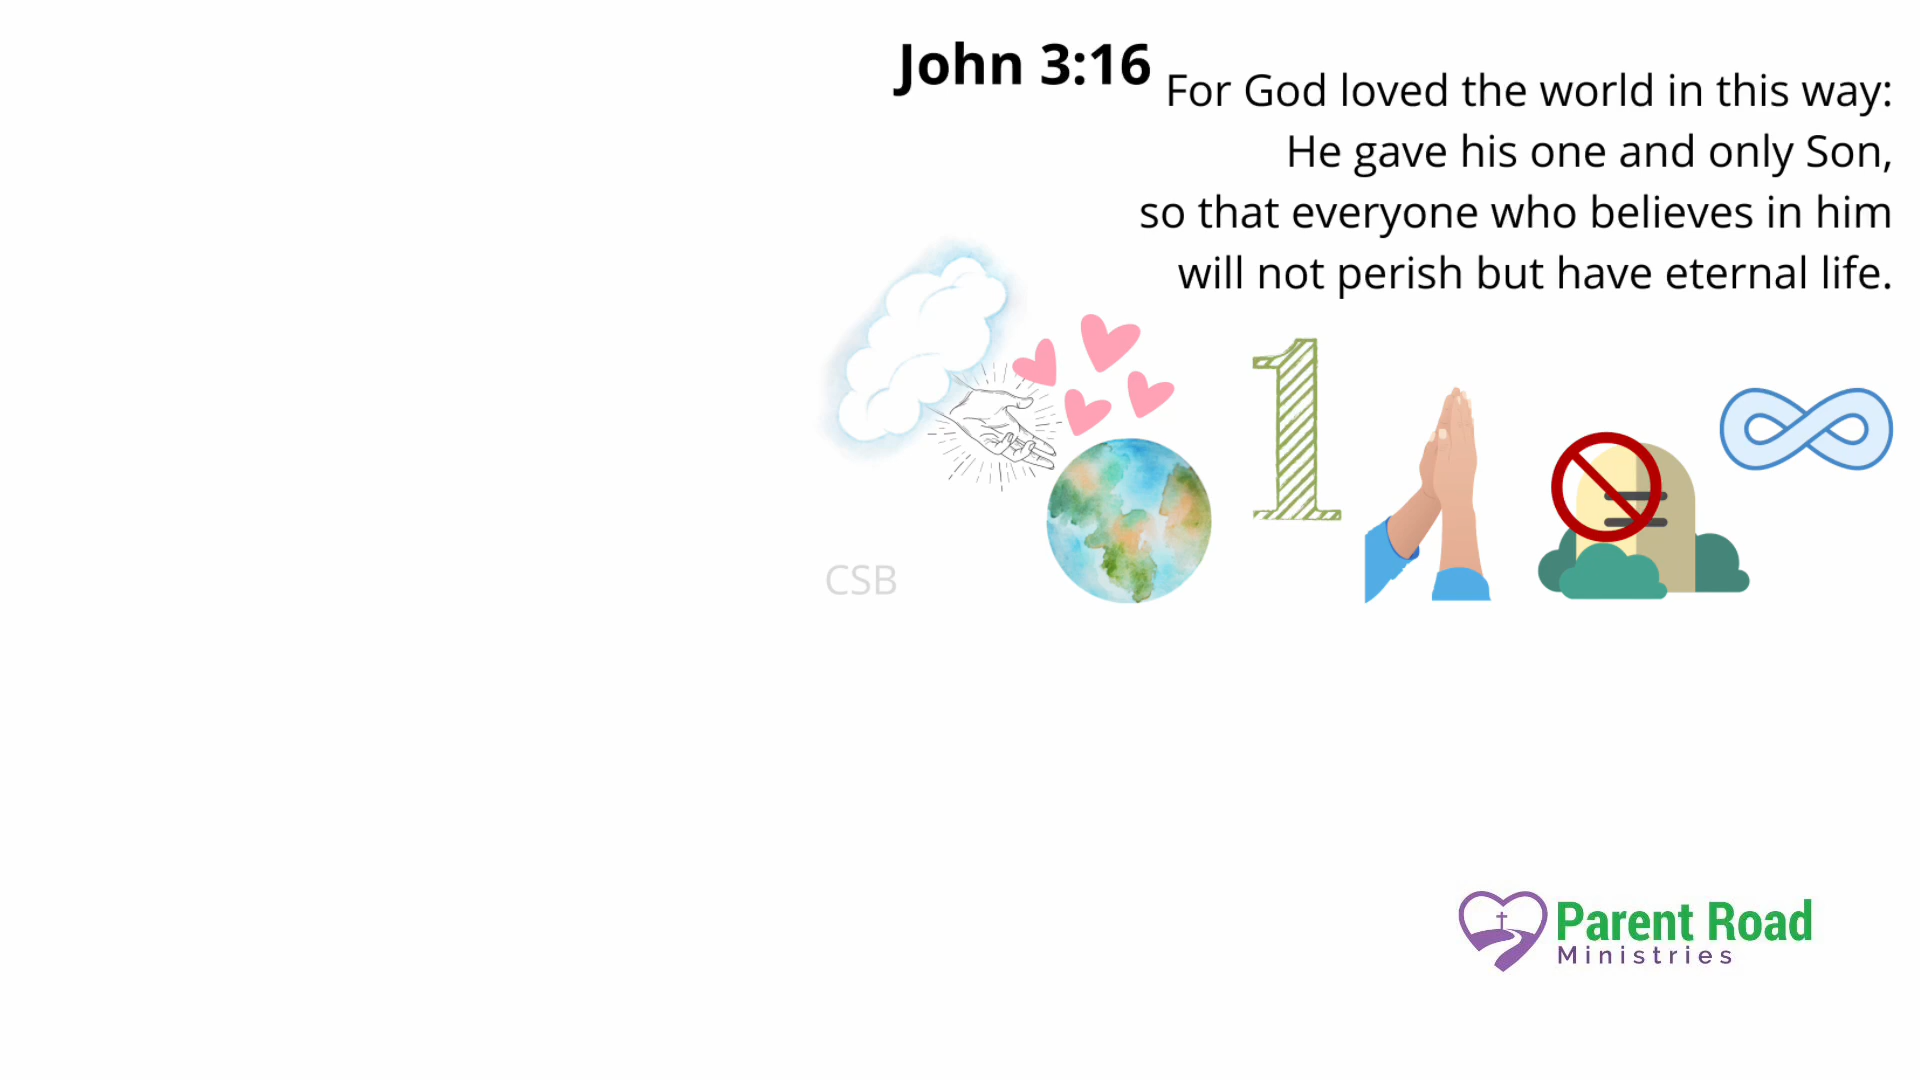 John 3:16
For God loved the world in this way:
He gave his one and only Son,
so that everyone who believes in him
will not perish but have eternal life.
1
CSB
Parent Road
Ministries